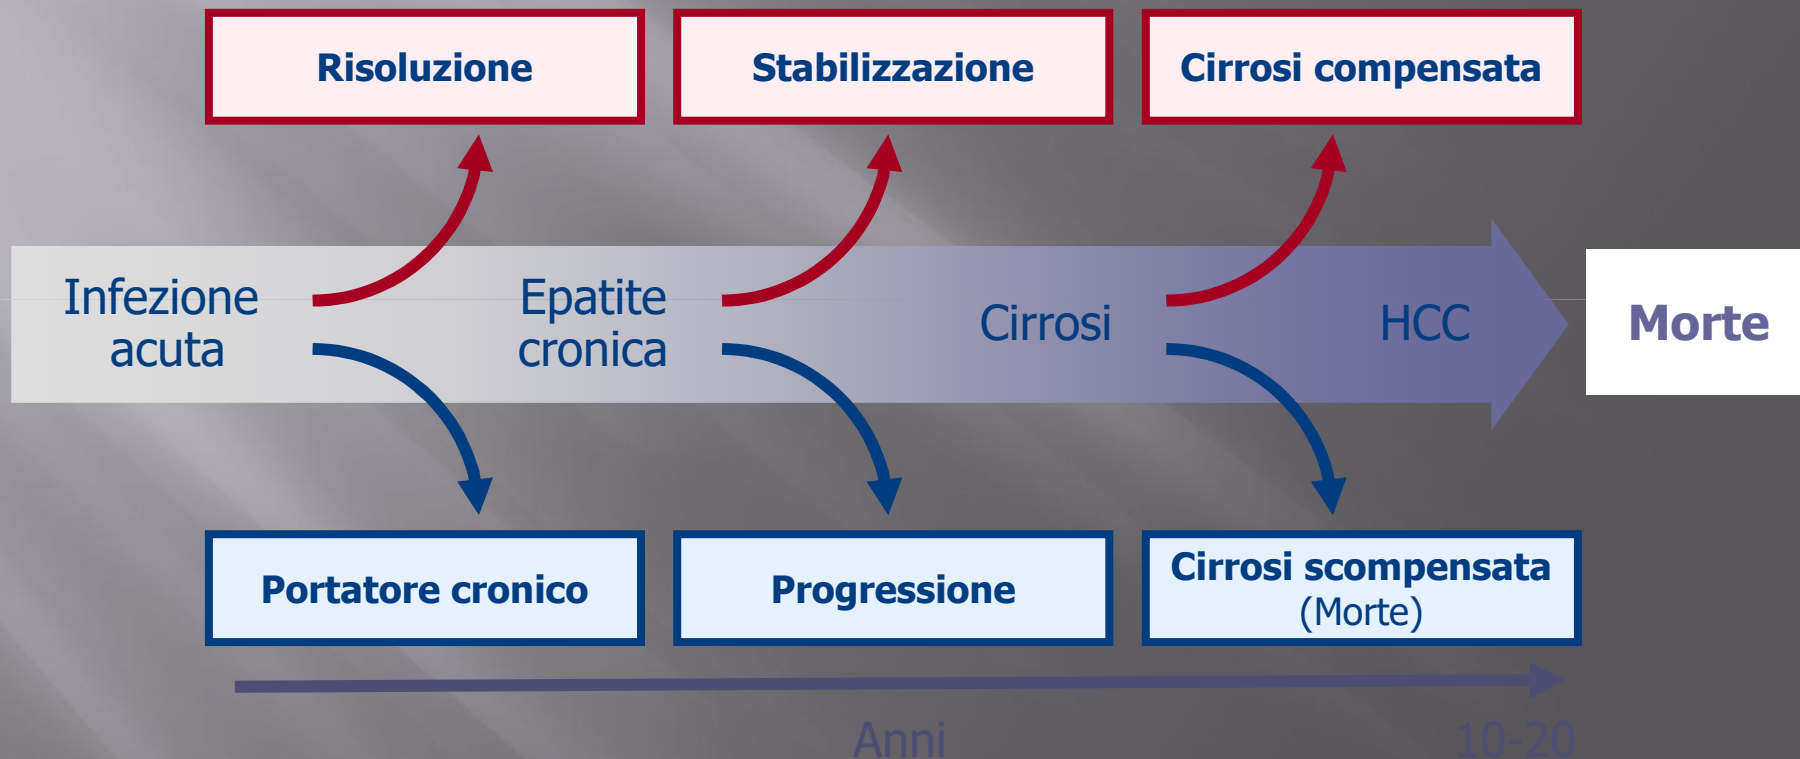 Risoluzione
Stabilizzazione
Cirrosi compensata
Infezione
acuta
Epatite
cronica
Cirrosi
HCC
Morte
Portatore cronico
Progressione
Cirrosi scompensata
(Morte)
Anni
10-20